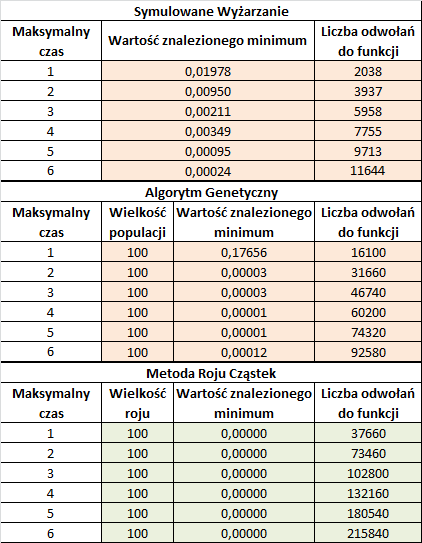 Symulowane Wyżarzanie
Maksymalny czas Wartość znalezionego minimum Liczba odwołań do funkcji
1 0,01978 2038
2 0,00950 3937
3 0,00211 5958
4 0,00349 7755
5 0,00095 9713
6 0,00024 11644
Algorytm Genetyczny
Maksymalny czas Wielkość populacji Wartość znalezionego minimum Liczba odwołań do funkcji
1 100 0,17656 16100
2 100 0,00003 31660
3 100 0,00003 46740
4 100 0,00001 60200
5 100 0,00001 74320
6 100 0,00012 92580
Metoda Roju Cząstek
Maksymalny czas Wielkość roju Wartość znalezionego minimum Liczba odwołań do funkcji
1 100 0,00000 37660
2 100 0,00000 73460
3 100 0,00000 102800
4 100 0,00000 132160
5 100 0,00000 180540
6 100 0,00000 215840